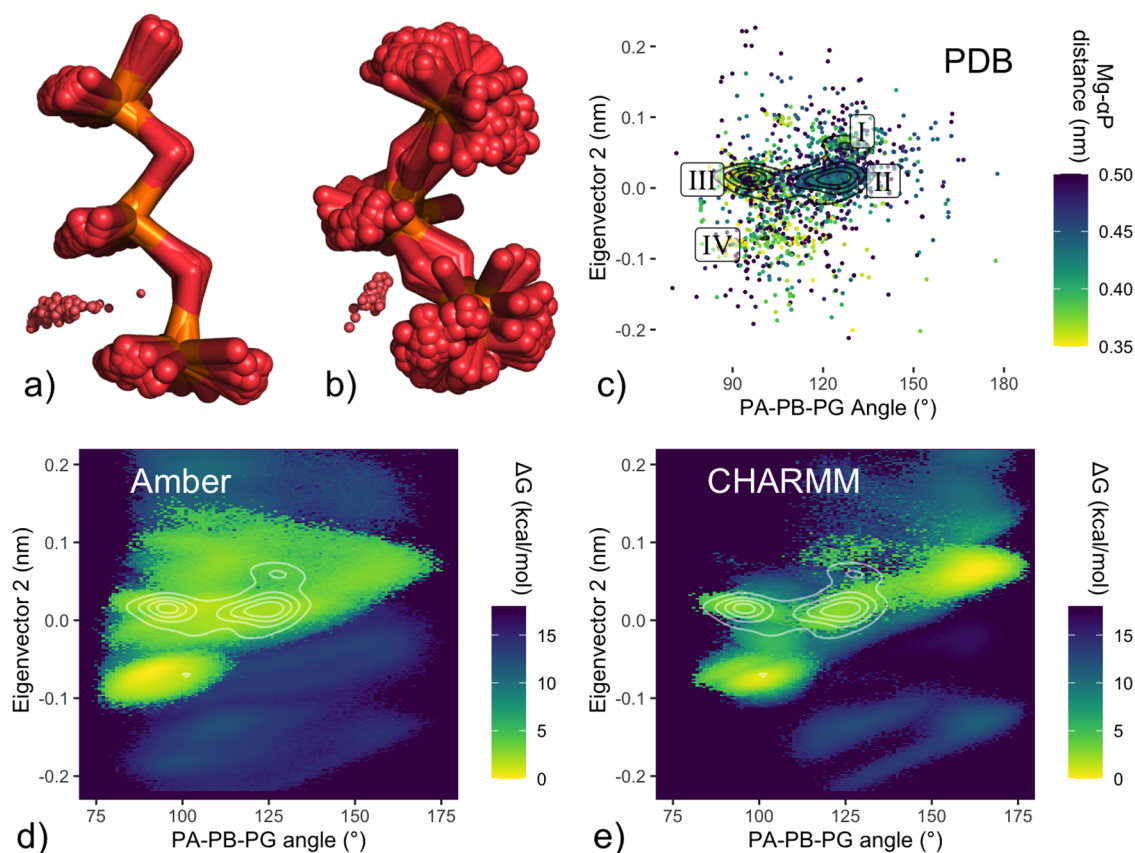 a)
b)
c)
PDB
Eigenvector 2 (nm)
0.2
0.1
0.0
-0.1
-0.2
I
II
III
IV
90
120
150
180
PA-PB-PG Angle (°)
Mg-αP
distance (nm)
0.50
0.45
0.40
0.35
d)
Amber
Eigenvector 2 (nm)
0.2
0.1
0.0
-0.1
-0.2
75
100
125
150
175
PA-PB-PG angle (°)
ΔG (kcal/mol)
15
10
5
0
e)
CHARMM
Eigenvector 2 (nm)
0.2
0.1
0.0
-0.1
-0.2
75
100
125
150
175
PA-PB-PG angle (°)
ΔG (kcal/mol)
15
10
5
0